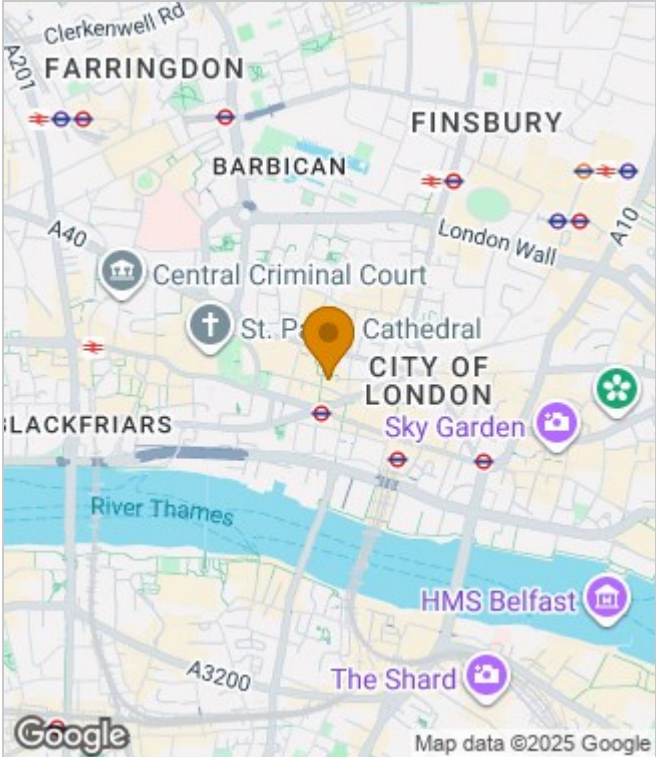 Clerkenwell Rd
A201
FARRINGDON
FINSBURY
BARBICAN
A40
London Wall
A10
Central Criminal Court
St. Pa Cathedral
CITY OF
LONDON
BLACKFRIARS
Sky Garden
River Thames
HMS Belfast
A3200
The Shard
Google
Map data ©2025 Google